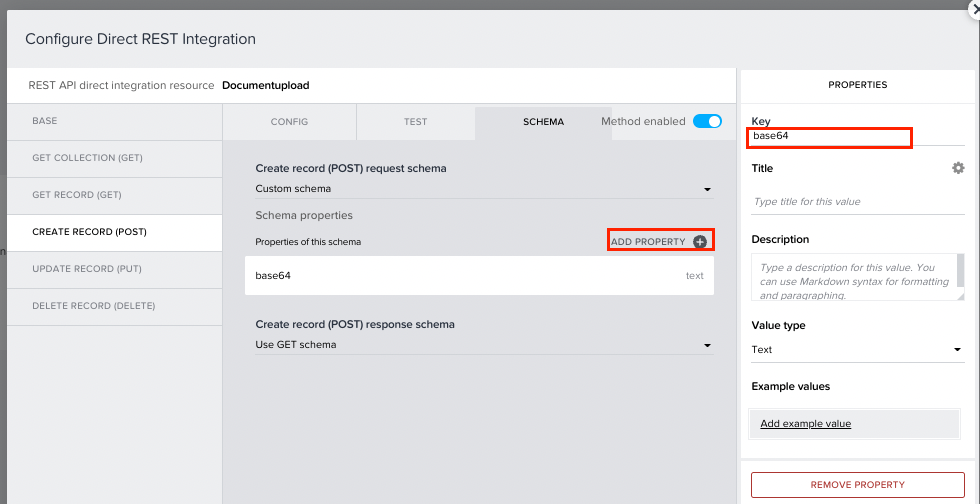 Configure Direct REST Integration
REST API direct integration resource Documentupload
BASE
GET COLLECTION (GET)
GET RECORD (GET)
CREATE RECORD (POST)
UPDATE RECORD (PUT)
DELETE RECORD (DELETE)
CONFIG
TEST
SCHEMA
Method enabled
Create record (POST) request schema
Custom schema
Schema properties
Properties of this schema
ADD PROPERTY
base64 text
Create record (POST) response schema
Use GET schema
PROPERTIES
Key
base64
Title
Type title for this value
Description
Type a description for this value. You
can use Markdown syntax for formatting
and paragraphing.
Value type
Text
Example values
Add example value
REMOVE PROPERTY